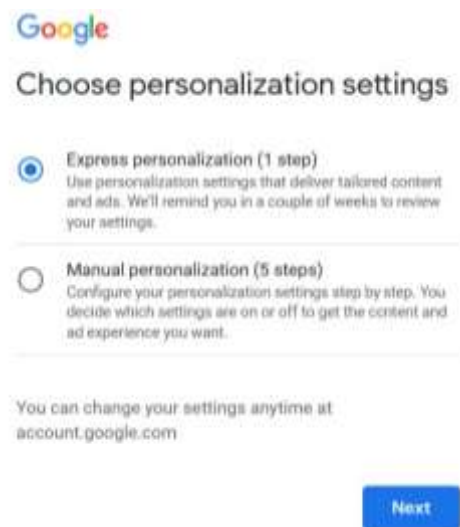 Google
Choose personalization settings
Express personalization (1 step)
Use personalization settings that deliver tailored content
and ads. We'll remind you in a couple of weeks to review
your settings.
Manual personalization (5 steps)
Configure your personalization settings step by step. You
decide which settings are on or off to get the content and
ad experience you want.
You can change your settings anytime at
account.google.com
Next